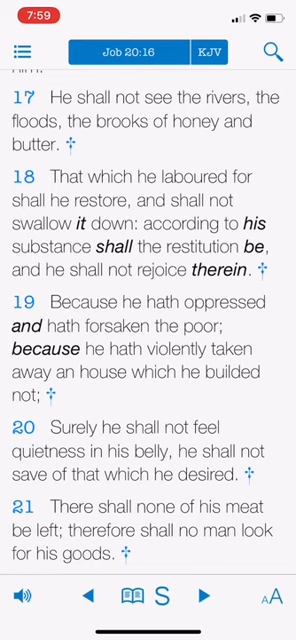 7:59
Job 20:16 KJV
17 He shall not see the rivers, the
floods, the brooks of honey and
butter. ‡
18 That which he laboured for
shall he restore, and shall not
swallow it down: according to his
substance shall the restitution be,
and he shall not rejoice therein. ‡
19 Because he hath oppressed
and hath forsaken the poor;
because he hath violently taken
away an house which he builded
not; ‡
20 Surely he shall not feel
quietness in his belly, he shall not
save of that which he desired. ‡
21 There shall none of his meat
be left; therefore shall no man look
for his goods. ‡
S AA